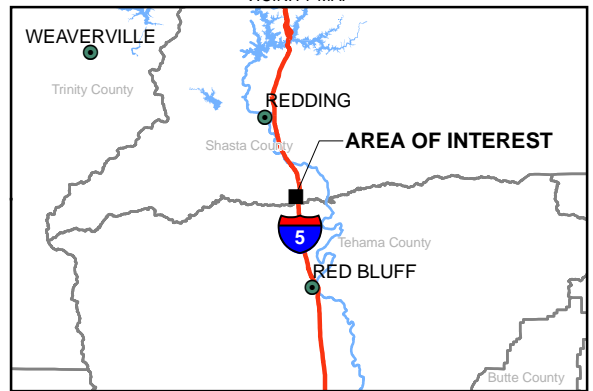 WEAVERVILLE
Trinity County
REDDING
Shasta County
AREA OF INTEREST
5
Tehama County
RED BLUFF
Butte County